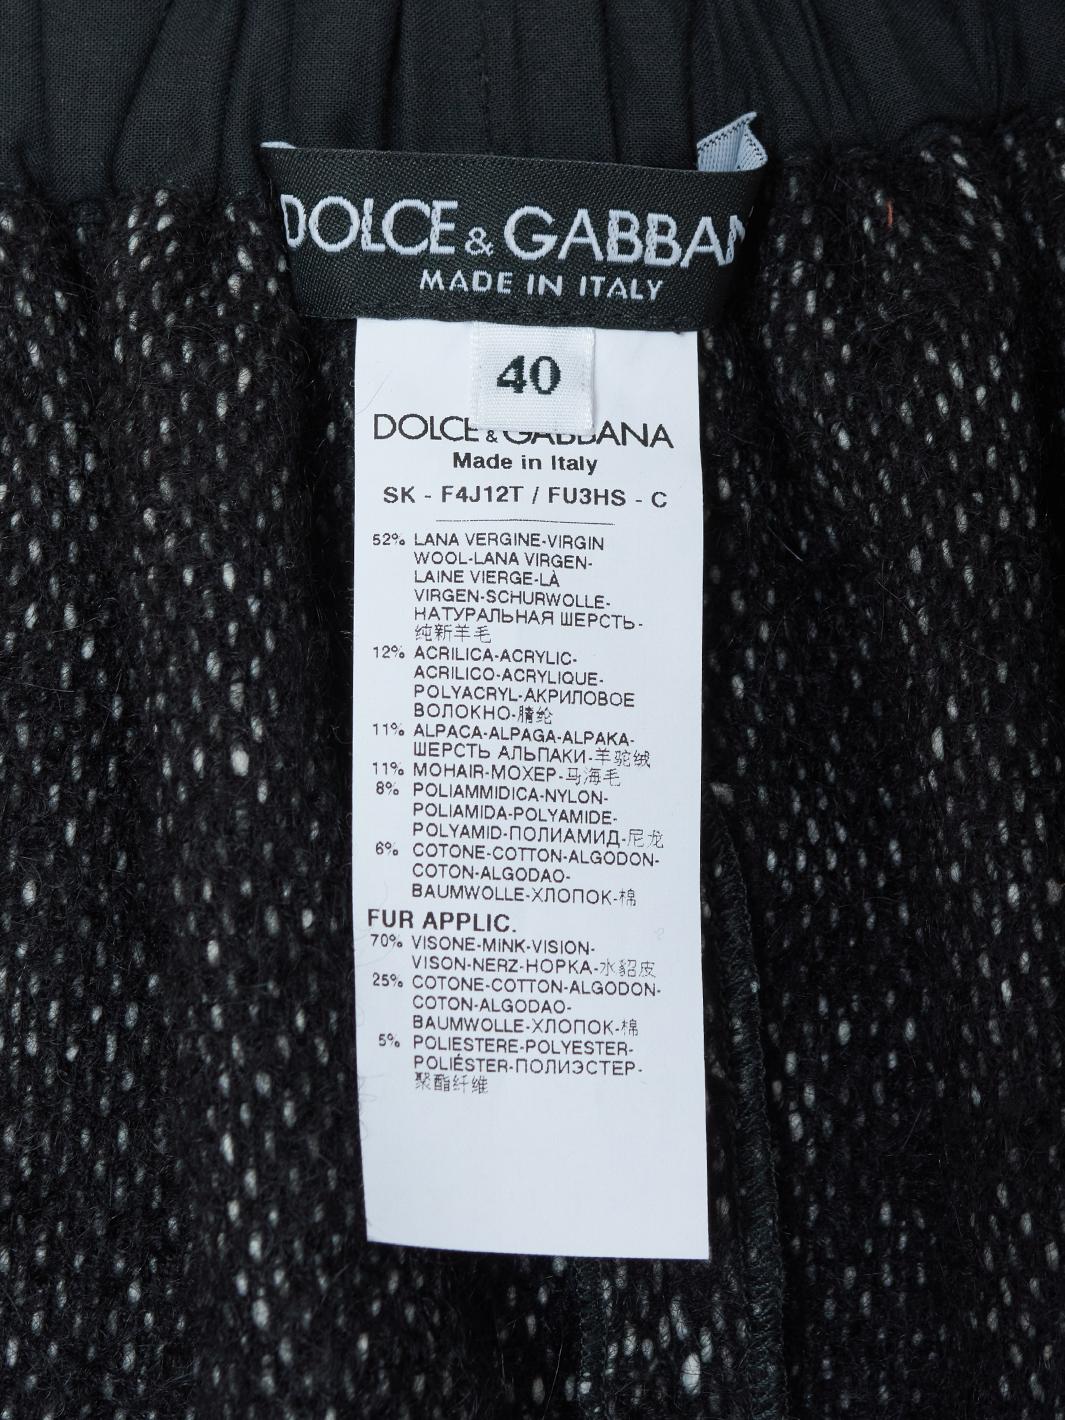 DOLCE & GABBAN
MADE IN ITALY
40
DOLCE & GABBANA
Made in Italy
SK - F4J12T / FU3HS - C
52% LANA VERGINE-VIRGIN
WOOL-LANA VIRGEN-
LAINE VIERGE-LÀ
VIRGEN-SCHURWOLLE-
НАТУРАЛЬНАЯ ШЕРСТЬ-
纯新羊毛
12% ACRILICA-ACRYLIC-
ACRILICO-ACRYLIQUE-
POLYACRYL-АКРИЛОВОЕ
ВОЛОКНО-腈纶
11% ALPACA-ALPAGA-ALPAKA-
ШЕРСТЬ АЛЬПАКИ-羊驼绒
11% MOHAIR-МОХЕР-马海毛
8% POLIAMMIDICA-NYLON-
POLIAMIDA-POLYAMIDE-
POLYAMID-ПОЛИАМИД-尼龙
6% COTONE-COTTON-ALGODON-
COTON-ALGODAO-
BAUMWOLLE-ХЛОПОК-棉
FUR APPLIC.
70% VISONE-MINK-VISION-
VISON-NERZ-НОРКА-水貂皮
25% COTONE-COTTON-ALGODON-
COTON-ALGODAO-
BAUMWOLLE-ХЛОПОК-棉
5% POLIESTERE-POLYESTER-
POLIÉSTER-ПОЛИЭСТЕР-
聚酯纤维